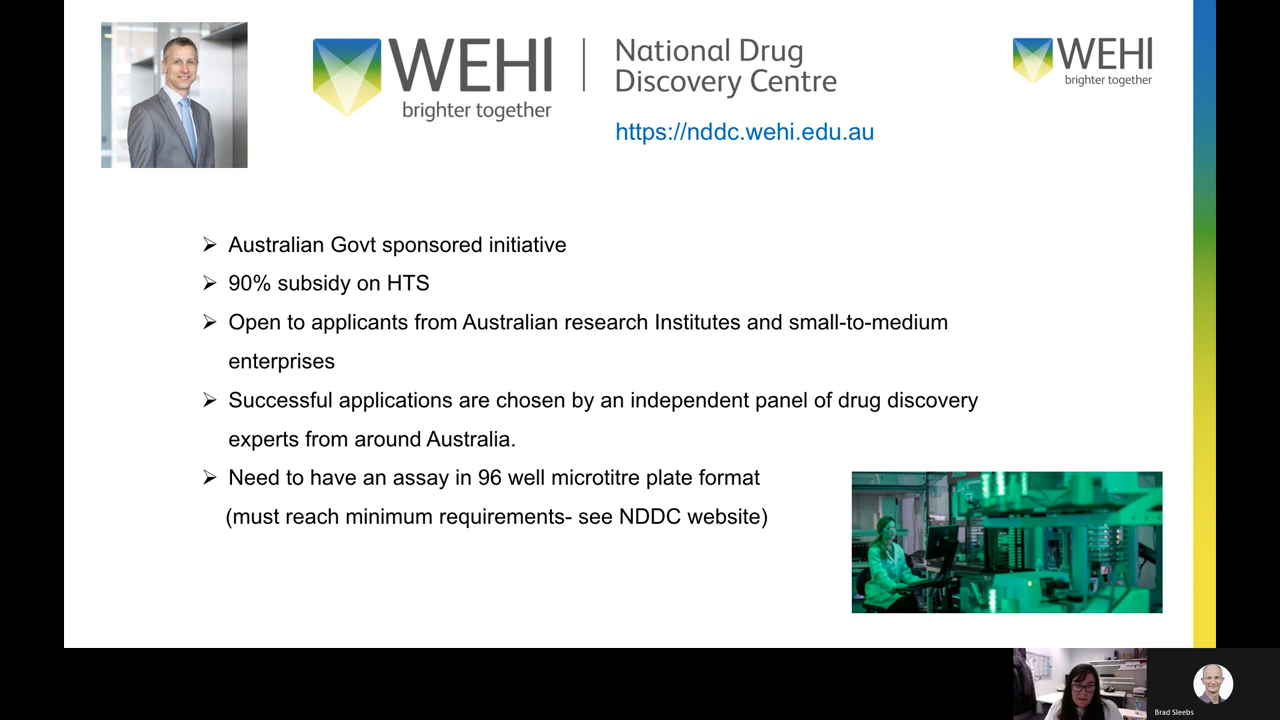 WEHI
brighter together
National Drug
Discovery Centre
https://nddc.wehi.edu.au
WEHI
brighter together
➢ Australian Govt sponsored initiative
➢ 90% subsidy on HTS
➢ Open to applicants from Australian research Institutes and small-to-medium
enterprises
➢ Successful applications are chosen by an independent panel of drug discovery
experts from around Australia.
➢ Need to have an assay in 96 well microtitre plate format
(must reach minimum requirements- see NDDC website)
Brad Sleebs